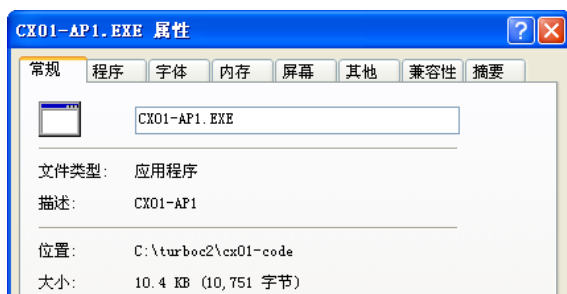 CX01-AP1.EXE 属性
常规 程序 字体 内存 屏幕 其他 兼容性 摘要
CX01-AP1.EXE
文件类型: 应用程序
描述: CX01-AP1
位置: C:\turboc2\cx01-code
大小: 10.4 KB (10,751 字节)